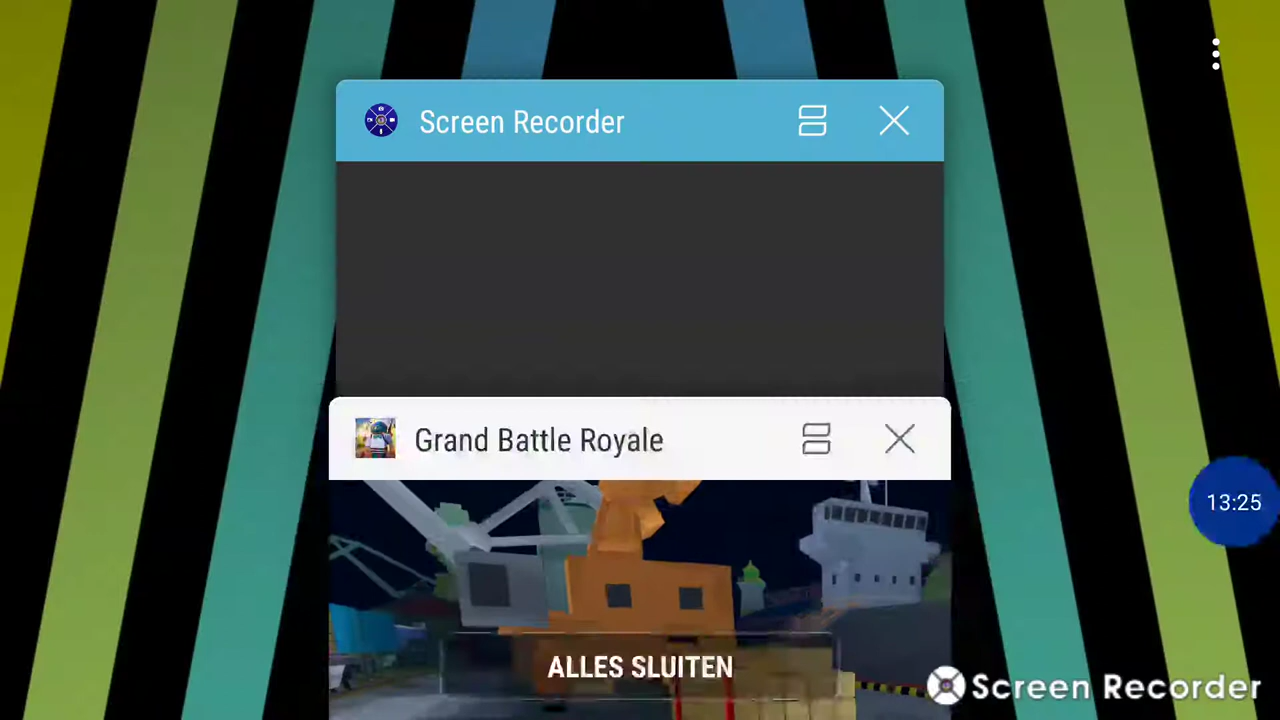 Screen Recorder
Grand Battle Royale
13:25
ALLES SLUITEN
Screen Recorder